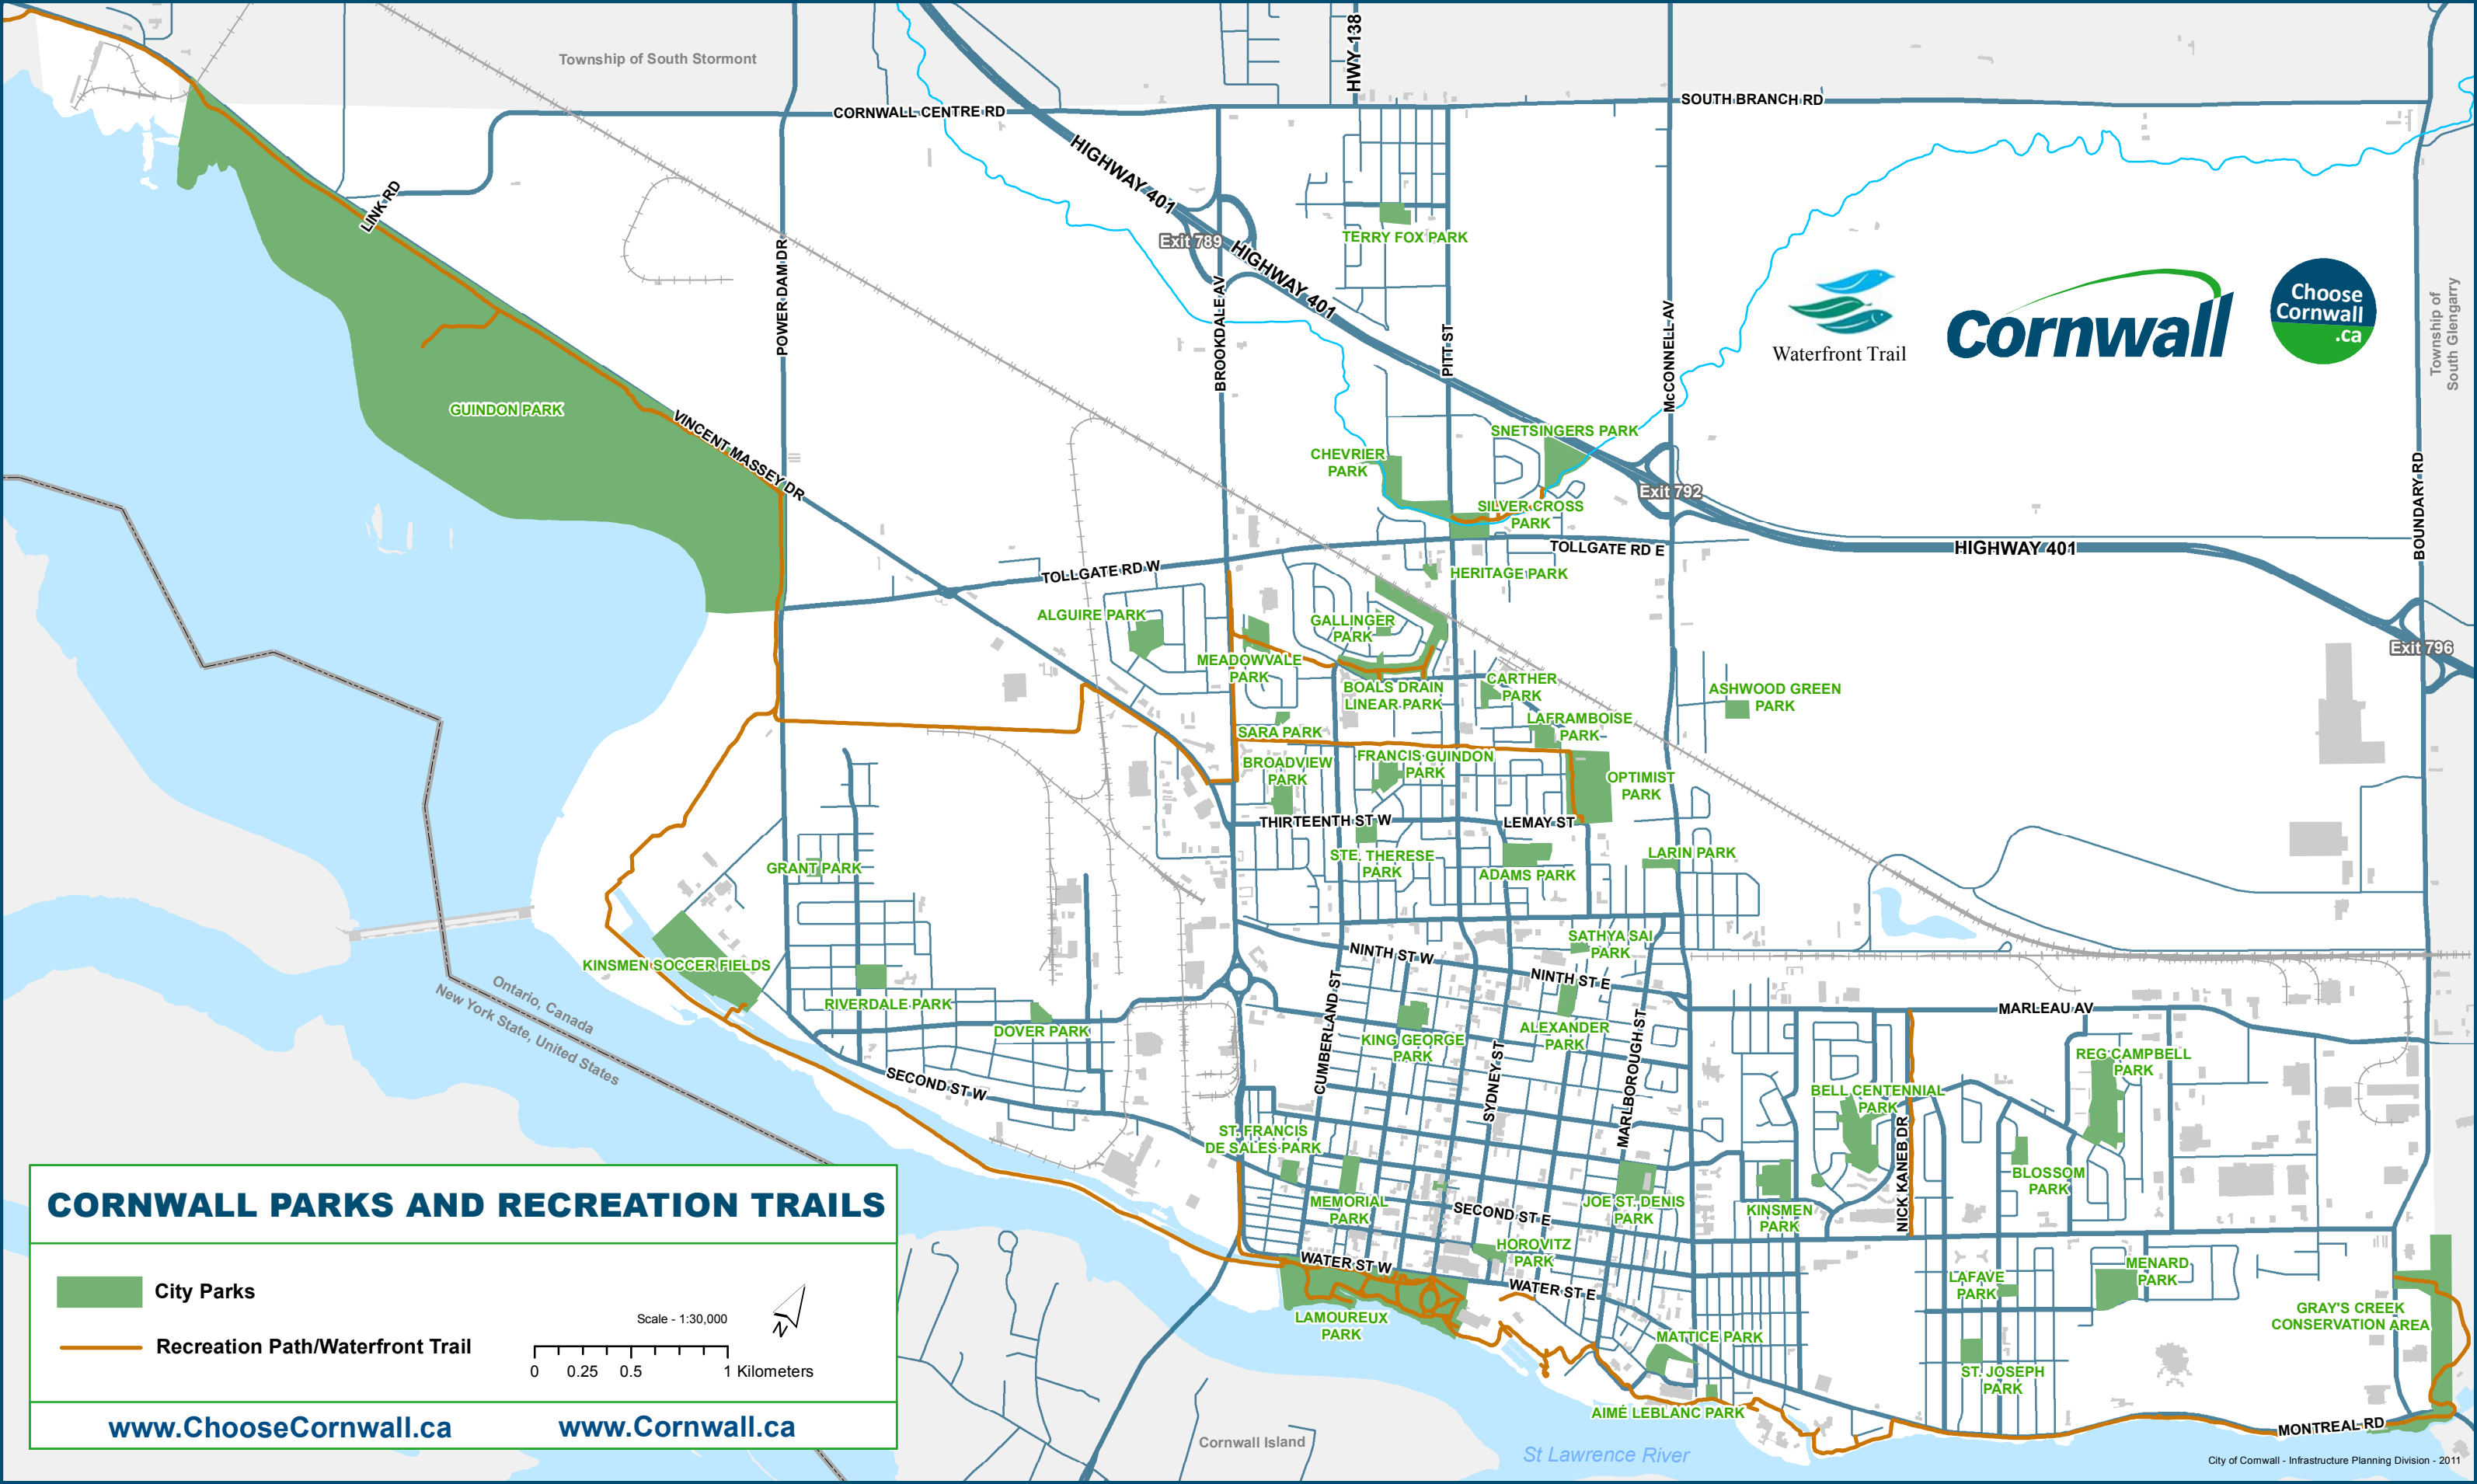 Township of South Stormont
HWY 138
CORNWALL CENTRE RD
SOUTH BRANCH RD
HIGHWAY 401
LINK RD
Exit 789
HIGHWAY 401
TERRY FOX PARK
POWER DAM DR
BROOKDALE AV
PITT ST
McCONNELL AV
Waterfront Trail
Cornwall
Choose
Cornwall
.ca
Township of
South Glengarry
BOUNDARY RD
GUINDON PARK
VINCENT MASSEY DR
SNETSINGERS PARK
CHEVRIER
PARK
Exit 792
SILVER CROSS
PARK
TOLLGATE RD E
HIGHWAY 401
TOLLGATE RD W
HERITAGE PARK
ALGUIRE PARK
GALLINGER
PARK
Exit 796
MEADOWVALE
PARK
BOALS DRAIN
LINEAR PARK
CARTHER
PARK
ASHWOOD GREEN
PARK
LAFRAMBOISE
PARK
SARA PARK
BROADVIEW
PARK
FRANCIS GUINDON
PARK
OPTIMIST
PARK
THIRTEENTH ST W
LEMAY ST
STE. THERESE
PARK
ADAMS PARK
LARIN PARK
GRANT PARK
KINSMEN SOCCER FIELDS
SATHYA SAI
PARK
NINTH ST W
NINTH ST E
Ontario, Canada
New York State, United States
RIVERDALE PARK
DOVER PARK
CUMBERLAND ST
KING GEORGE
PARK
ALEXANDER
PARK
SYDNEY ST
MARLBOROUGH ST
MARLEAU AV
REG CAMPBELL
PARK
BELL CENTENNIAL
PARK
NICK KANEB DR
BLOSSOM
PARK
SECOND ST W
ST. FRANCIS
DE SALES PARK
MEMORIAL
PARK
SECOND ST E
JOE ST. DENIS
PARK
KINSMEN
PARK
HOROVITZ
PARK
WATER ST W
WATER ST E
LAMOUREUX
PARK
LAFAVE
PARK
MENARD
PARK
GRAY'S CREEK
CONSERVATION AREA
MATTICE PARK
ST. JOSEPH
PARK
AIMÉ LEBLANC PARK
MONTREAL RD
Cornwall Island
St Lawrence River
CORNWALL PARKS AND RECREATION TRAILS
City Parks
Recreation Path/Waterfront Trail
Scale - 1:30,000
N
0 0.25 0.5 1 Kilometers
www.ChooseCornwall.ca
www.Cornwall.ca
City of Cornwall - Infrastructure Planning Division - 2011